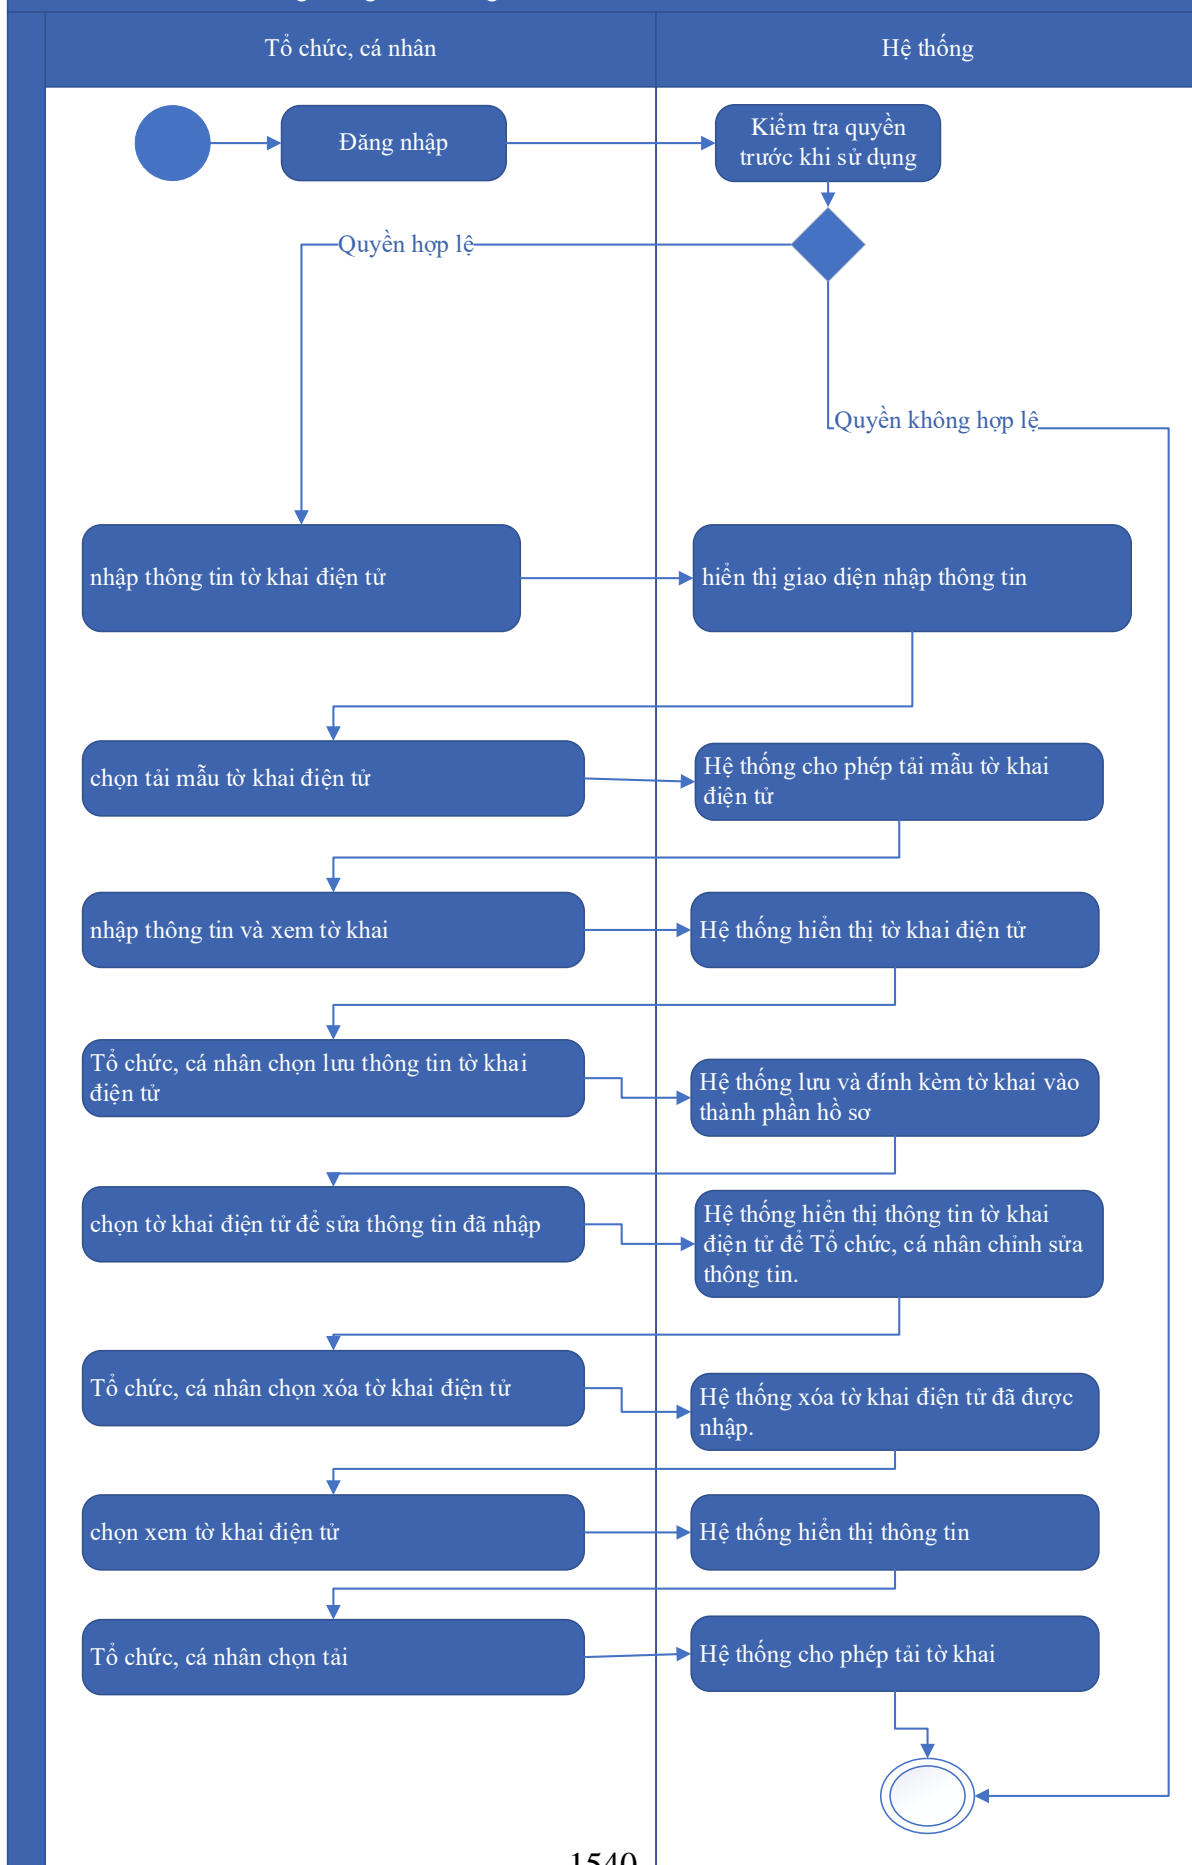 Tổ chức, cá nhân
Hệ thống
Đăng nhập
Kiểm tra quyền
trước khi sử dụng
Quyền hợp lệ
Quyền không hợp lệ
nhập thông tin tờ khai điện tử
hiển thị giao diện nhập thông tin
chọn tải mẫu tờ khai điện tử
Hệ thống cho phép tải mẫu tờ khai
điện tử
nhập thông tin và xem tờ khai
Hệ thống hiển thị tờ khai điện tử
Tổ chức, cá nhân chọn lưu thông tin tờ khai
điện tử
Hệ thống lưu và đính kèm tờ khai vào
thành phần hồ sơ
chọn tờ khai điện tử để sửa thông tin đã nhập
Hệ thống hiển thị thông tin tờ khai
điện tử để Tổ chức, cá nhân chỉnh sửa
thông tin.
Tổ chức, cá nhân chọn xóa tờ khai điện tử
Hệ thống xóa tờ khai điện tử đã được
nhập.
chọn xem tờ khai điện tử
Hệ thống hiển thị thông tin
Tổ chức, cá nhân chọn tải
Hệ thống cho phép tải tờ khai
1540